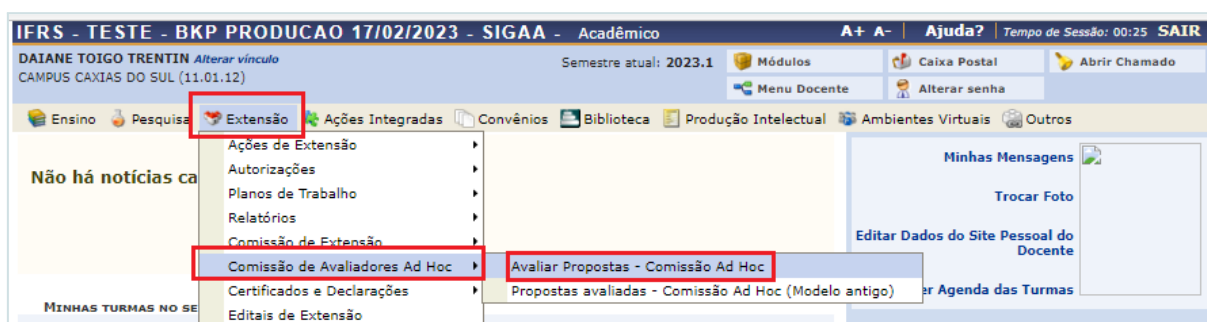 IFRS - TESTE - BKP PRODUCAO 17/02/2023 - SIGAA - Acadêmico A+ A- | Ajuda? | Tempo de Sessão: 00:25 SAIR
DAIANE TOIGO TRENTIN Alterar vínculo
CAMPUS CAXIAS DO SUL (11.01.12)
Semestre atual: 2023.1
Módulos
Caixa Postal
Abrir Chamado
Menu Docente
Alterar senha
Ensino Pesquisa Extensão Ações Integradas Convênios Biblioteca Produção Intelectual Ambientes Virtuais Outros
Não há notícias ca
Ações de Extensão
Autorizações
Planos de Trabalho
Relatórios
Comissão de Extensão
Comissão de Avaliadores Ad Hoc
Certificados e Declarações
Editais de Extensão
Avaliar Propostas - Comissão Ad Hoc
Propostas avaliadas - Comissão Ad Hoc (Modelo antigo)
MINHAS TURMAS NO SE
Minhas Mensagens
Trocar Foto
Editar Dados do Site Pessoal do
Docente
er Agenda das Turmas